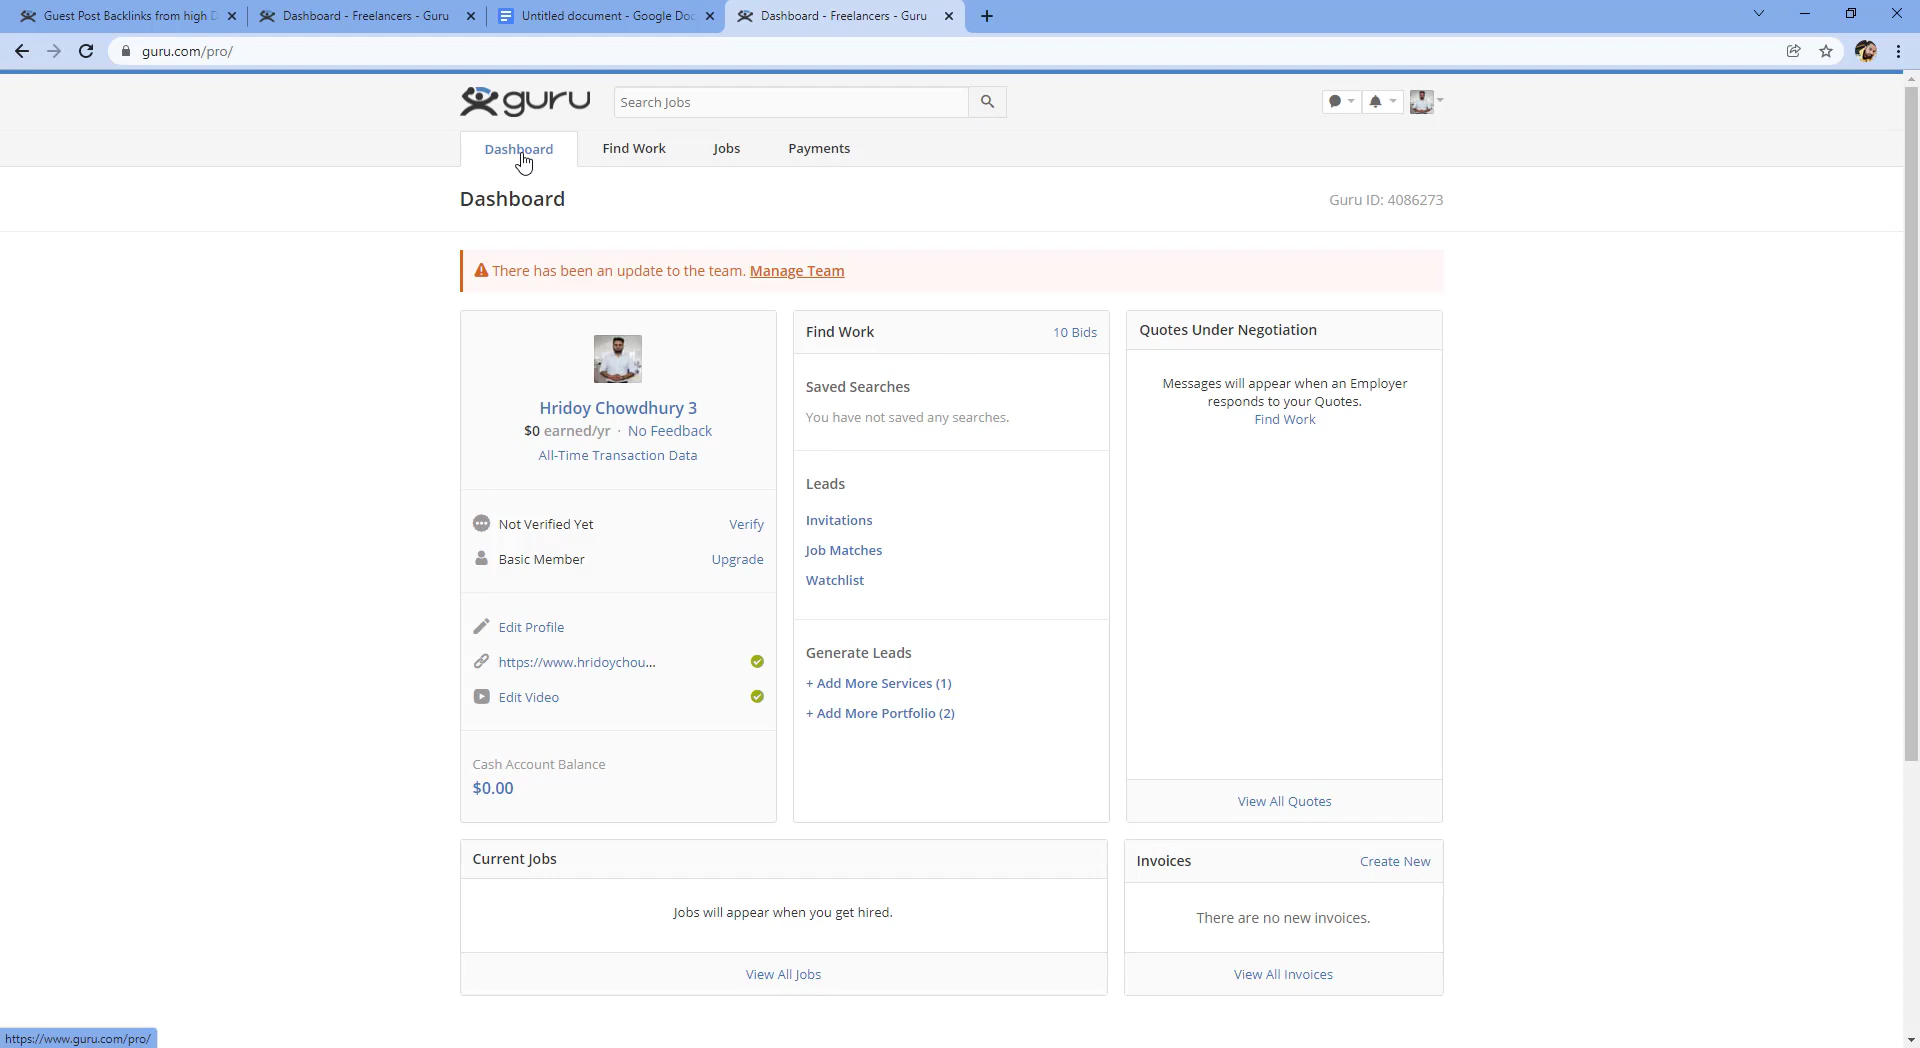 Guest Post Backlinks from high D
Dashboard - Freelancers - Guru
Untitled document - Google Doc
Dashboard - Freelancers - Guru
guru.com/pro/
guru
Search Jobs
Dashboard
Find Work
Jobs
Payments
Dashboard
Guru ID: 4086273
There has been an update to the team. Manage Team
Hridoy Chowdhury 3
$0 earned/yr · No Feedback
All-Time Transaction Data
Not Verified Yet
Verify
Basic Member
Upgrade
Edit Profile
https://www.hridoychou...
Edit Video
Cash Account Balance
$0.00
Find Work
10 Bids
Saved Searches
You have not saved any searches.
Leads
Invitations
Job Matches
Watchlist
Generate Leads
+ Add More Services (1)
+ Add More Portfolio (2)
Quotes Under Negotiation
Messages will appear when an Employer
responds to your Quotes.
Find Work
View All Quotes
Current Jobs
Jobs will appear when you get hired.
View All Jobs
Invoices
Create New
There are no new invoices.
View All Invoices
https://www.guru.com/pro/